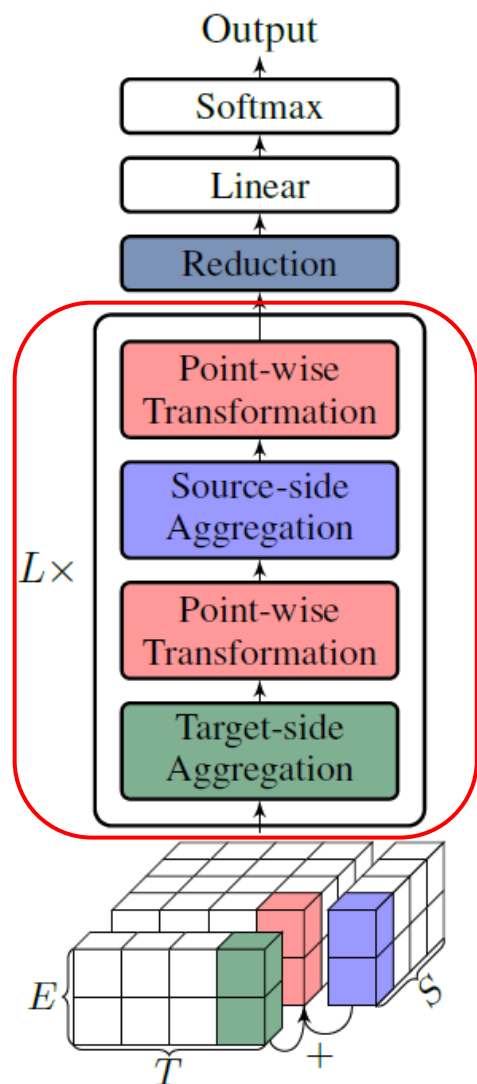 Output
Softmax
Linear
Reduction
Point-wise
Transformation
Source-side
Aggregation
L×
Point-wise
Transformation
Target-side
Aggregation
E
T
+
S